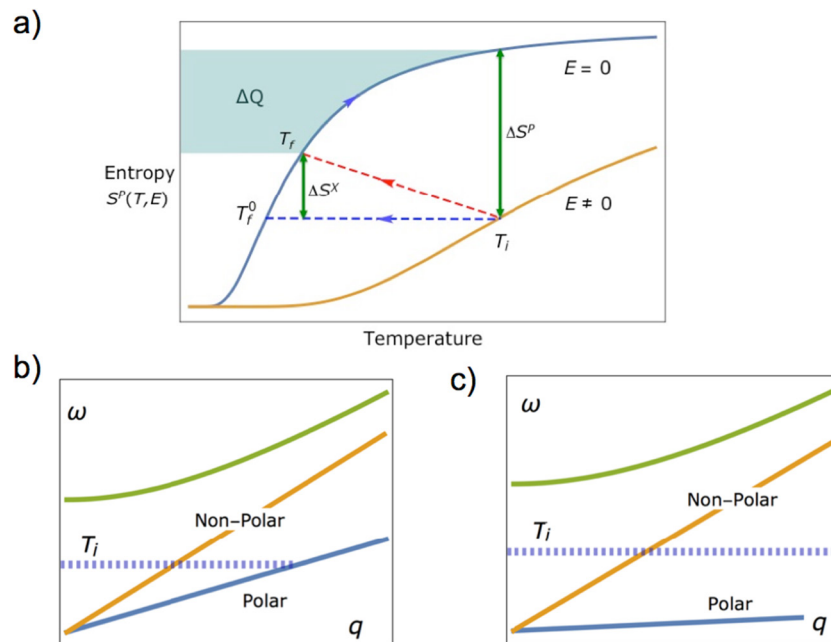 a)
ΔQ
E = 0
T_f
ΔS^P
Entropy
S^P(T,E)
ΔS^X
T_f^0
E ≠ 0
T_i
Temperature
b)
ω
Non-Polar
T_i
Polar
q
c)
ω
Non-Polar
T_i
Polar
q